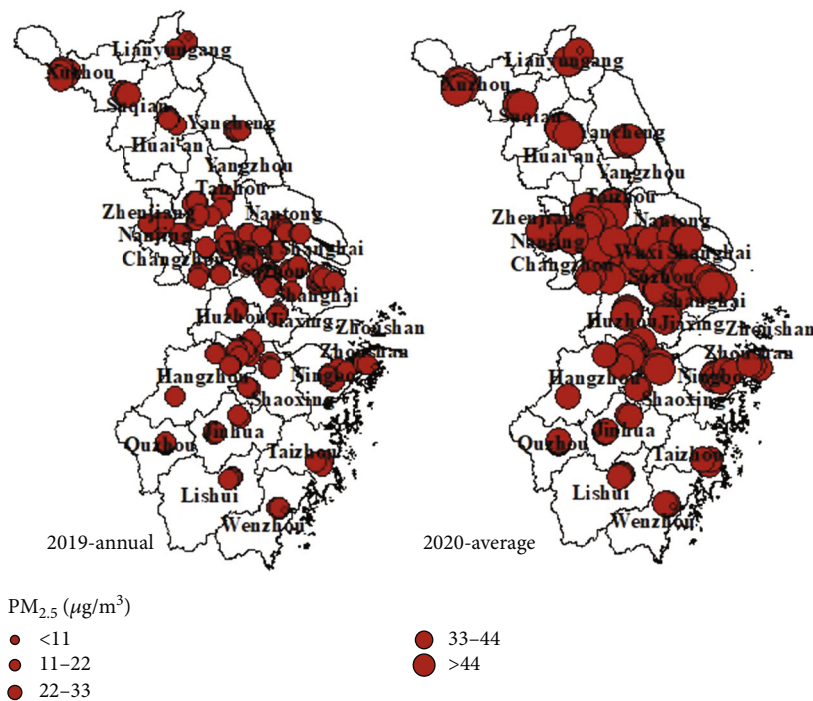 Lianyungang
Xuzhou
Suqian
Yancheng
Huai'an
Yangzhou
Taizhou
Zhenjiang
Nantong
Nanjing
Wuxi Shanghai
Changzhou
Suzhou
Shanghai
Huzhou
Jiaxing
Zhoushan
Zhoushan
Hangzhou
Ningbo
Shaoxing
Jinhua
Quzhou
Taizhou
Lishui
Wenzhou
2019-annual
Lianyungang
Xuzhou
Suqian
Yancheng
Huai'an
Yangzhou
Taizhou
Zhenjiang
Nantong
Nanjing
Wuxi Shanghai
Changzhou
Suzhou
Shanghai
Huzhou
Jiaxing
Zhoushan
Zhoushan
Hangzhou
Ningbo
Shaoxing
Jinhua
Quzhou
Taizhou
Lishui
Wenzhou
2020-average
PM2.5 (μg/m³)
<11
11–22
22–33
33–44
>44